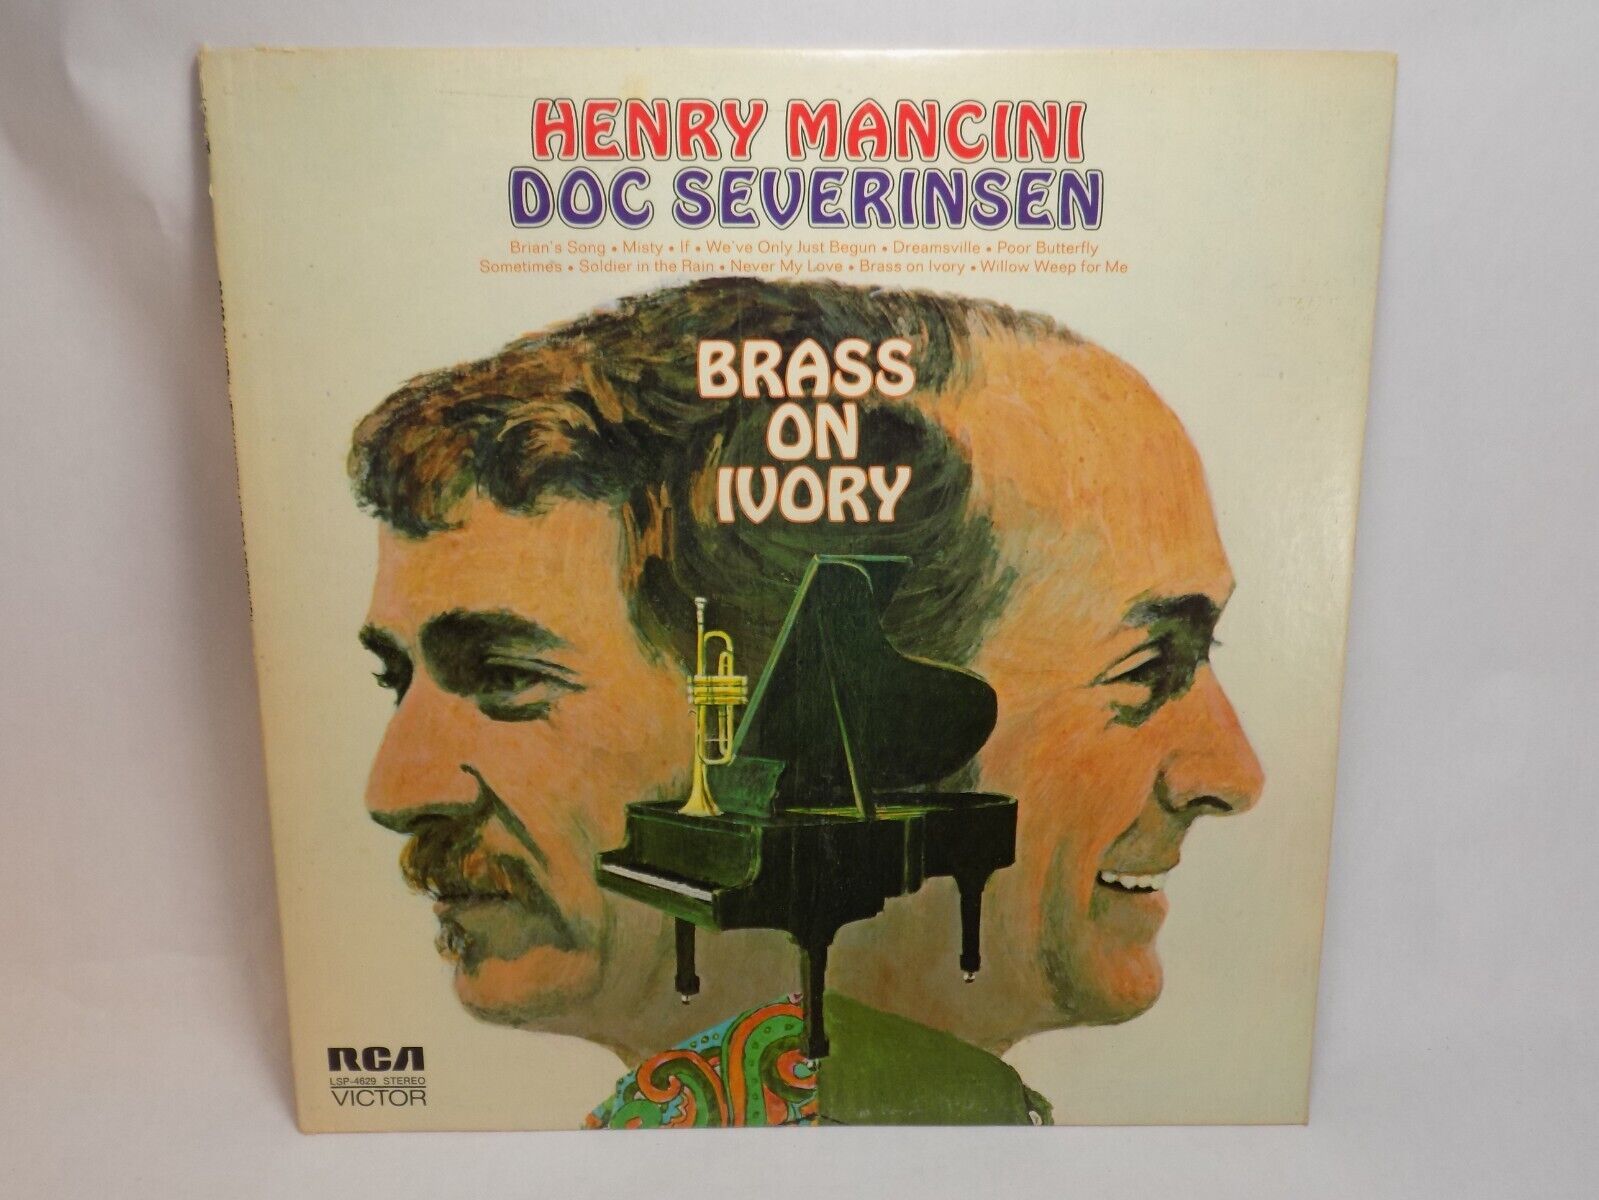 HENRY MANCINI
DOC SEVERINSEN
Brian's Song • Misty • If • We've Only Just Begun • Dreamsville • Poor Butterfly
Sometimes • Soldier in the Rain • Never My Love • Brass on Ivory • Willow Weep for Me
BRASS
ON
IVORY
RCA
LSP-4629 STEREO
VICTOR